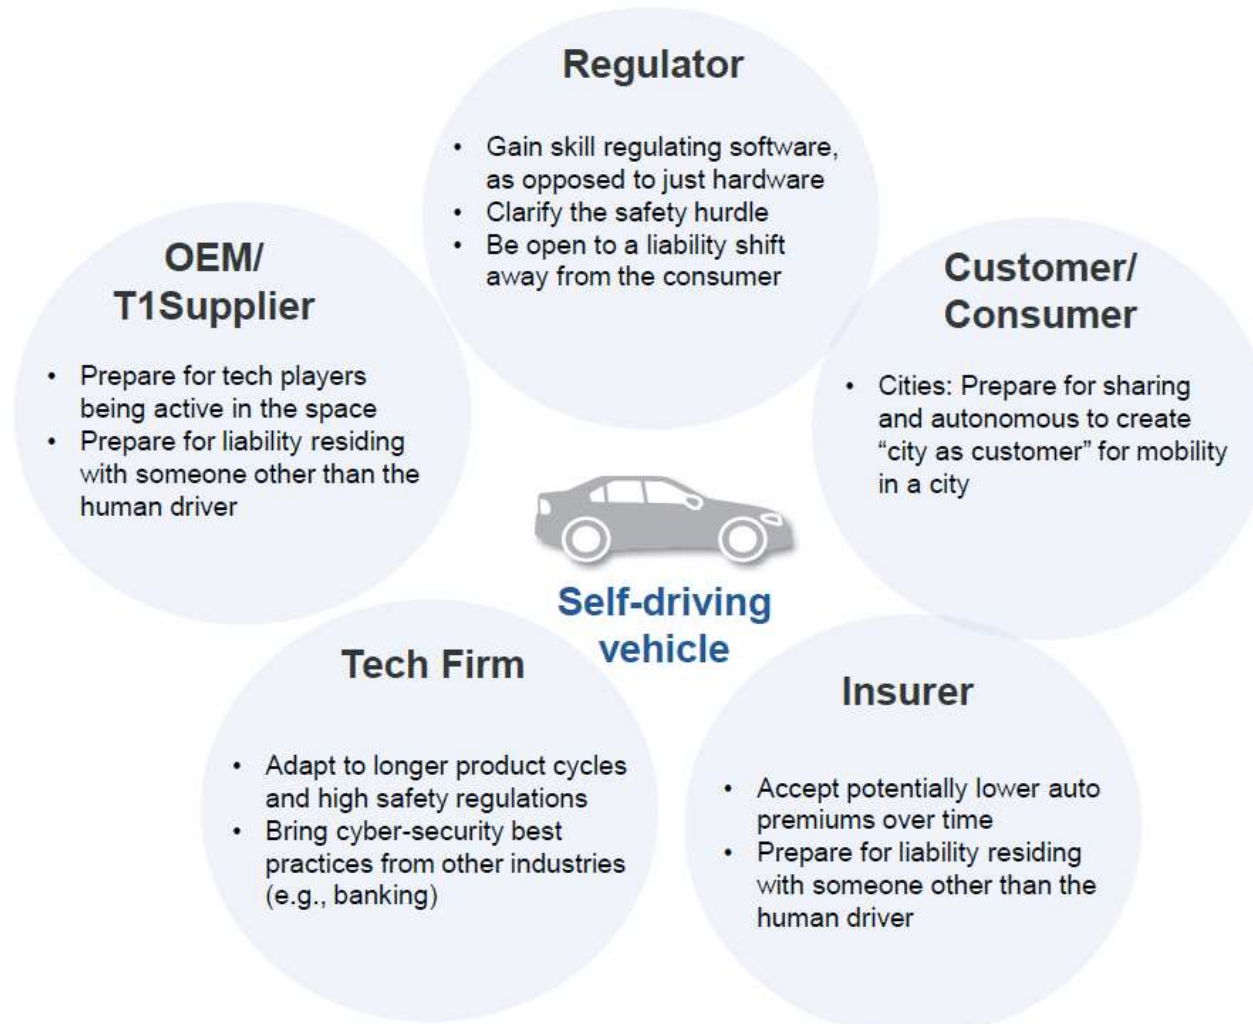 Regulator
• Gain skill regulating software,
as opposed to just hardware
• Clarify the safety hurdle
• Be open to a liability shift
away from the consumer
OEM/
T1Supplier
• Prepare for tech players
being active in the space
• Prepare for liability residing
with someone other than the
human driver
Customer/
Consumer
• Cities: Prepare for sharing
and autonomous to create
“city as customer” for mobility
in a city
Self-driving
vehicle
Tech Firm
• Adapt to longer product cycles
and high safety regulations
• Bring cyber-security best
practices from other industries
(e.g., banking)
Insurer
• Accept potentially lower auto
premiums over time
• Prepare for liability residing
with someone other than the
human driver